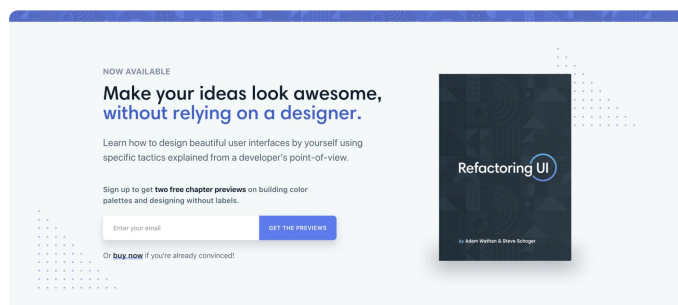 NOW AVAILABLE
Make your ideas look awesome,
without relying on a designer.
Learn how to design beautiful user interfaces by yourself using
specific tactics explained from a developer's point-of-view.
Sign up to get two free chapter previews on building color
palettes and designing without labels.
Enter your email
GET THE PREVIEWS
Or buy now if you're already convinced!
Refactoring UI
by Adam Wathan & Steve Schoger